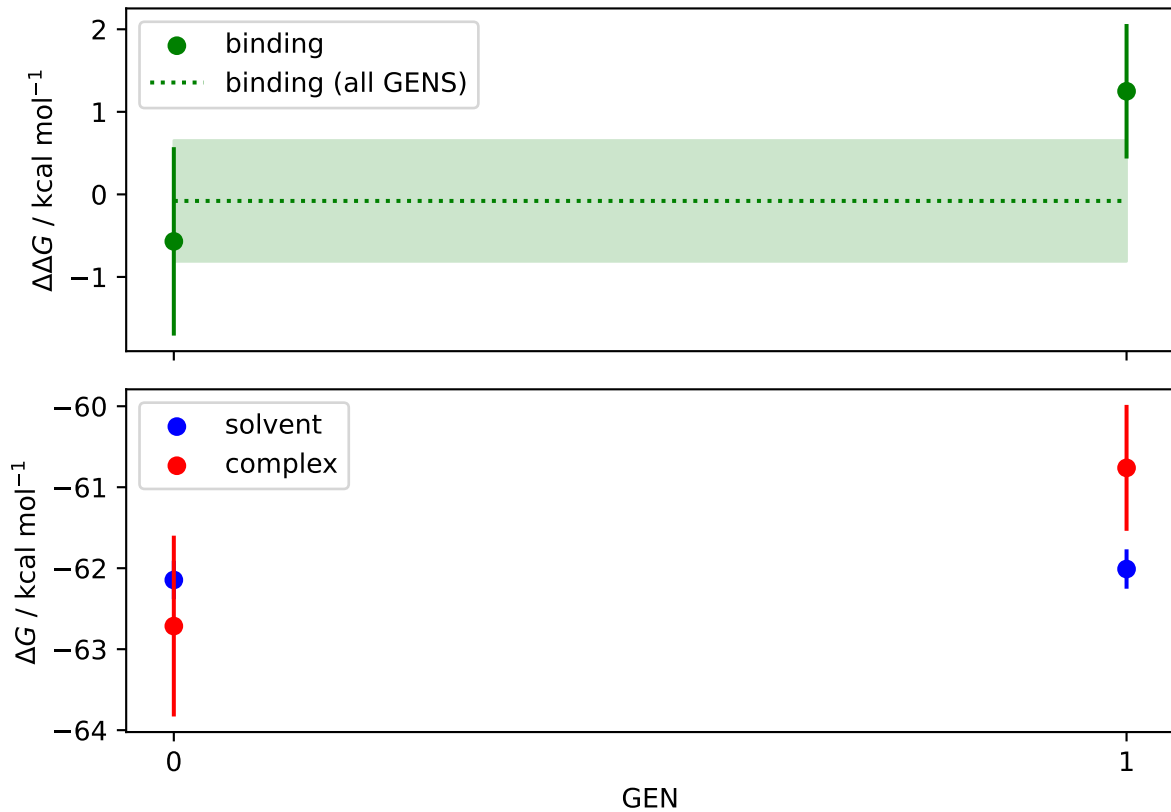 2
1
0
−1
ΔΔG / kcal mol⁻¹
binding
binding (all GENS)
−60
−61
−62
−63
−64
ΔG / kcal mol⁻¹
solvent
complex
0
1
GEN